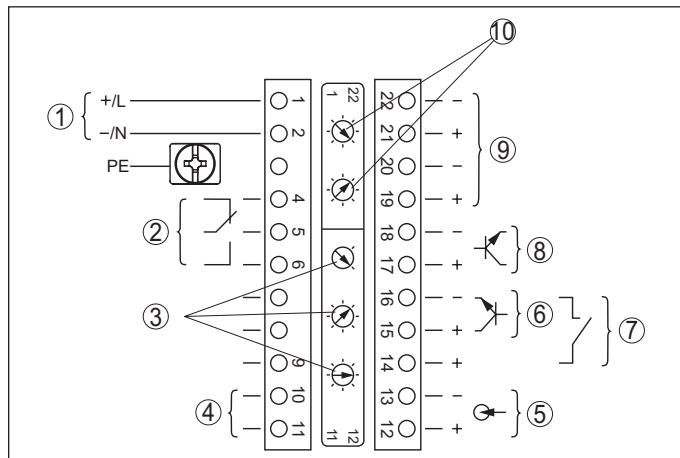 ⑩
① +/L 1 1 22 22 −
−/N 2 21 + ⑨
PE 20 −
4 19 +
② 5 18 − ⑧
6 17 +
16 − ⑥ ⑦
③ 15 +
9 14 +
④ 10 13 − ⑤
11 11 12 12 +